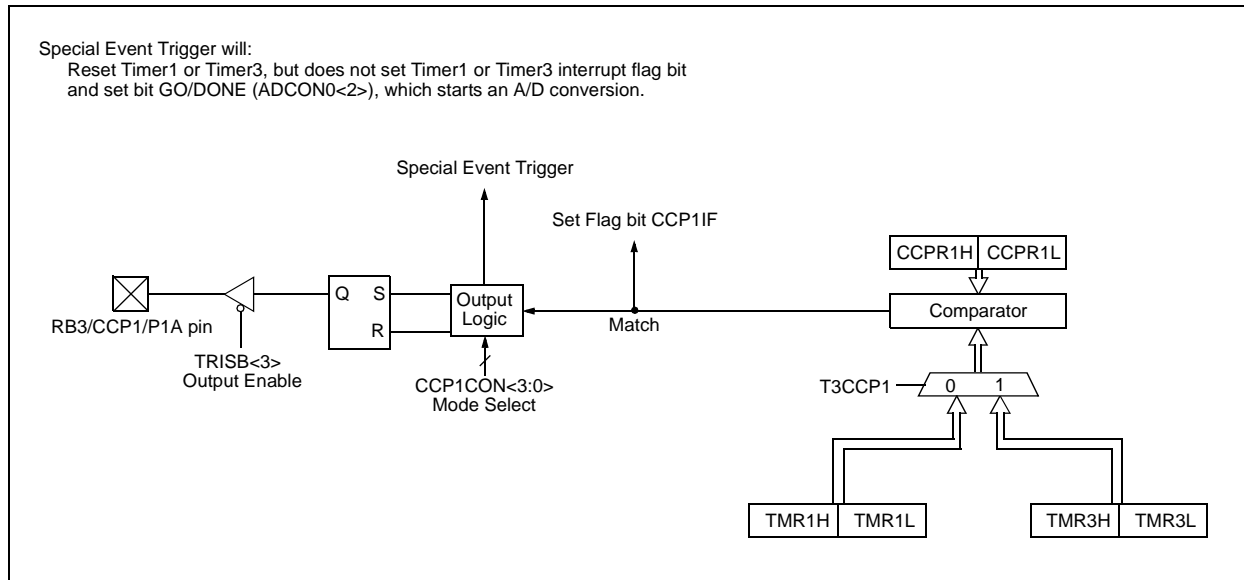 Special Event Trigger will:
Reset Timer1 or Timer3, but does not set Timer1 or Timer3 interrupt flag bit
and set bit GO/DONE (ADCON0<2>), which starts an A/D conversion.
Special Event Trigger
Set Flag bit CCP1IF
CCPR1H CCPR1L
Q S
R
Output
Logic
Comparator
RB3/CCP1/P1A pin
Match
TRISB<3>
Output Enable
CCP1CON<3:0>
Mode Select
T3CCP1
0 1
TMR1H TMR1L
TMR3H TMR3L